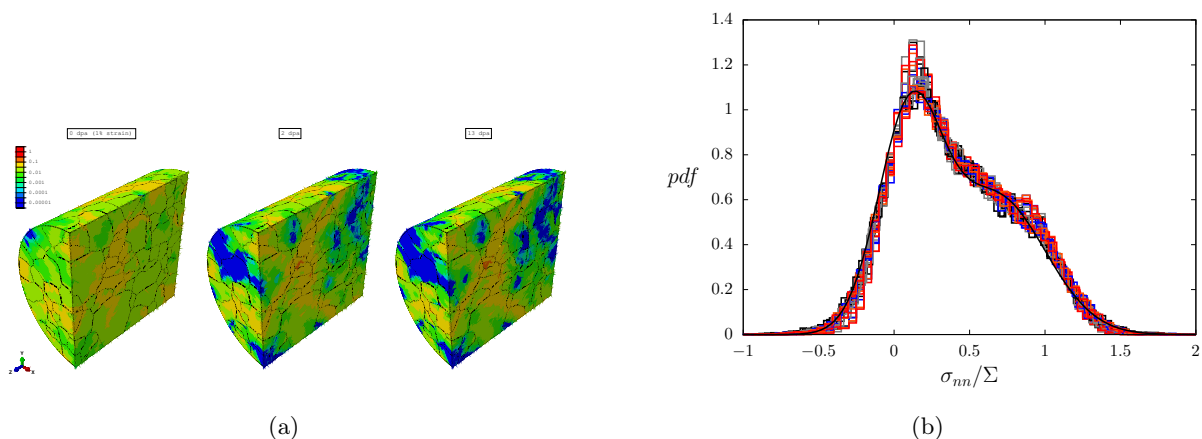 0 dpa (1% strain)
2 dpa
13 dpa
1
0.1
0.01
0.001
0.0001
0.00001
Y
Z X
(a)
1.4
1.2
1
0.8
0.6
0.4
0.2
0
pdf
−1 −0.5 0 0.5 1 1.5 2
σnn/Σ
(b)